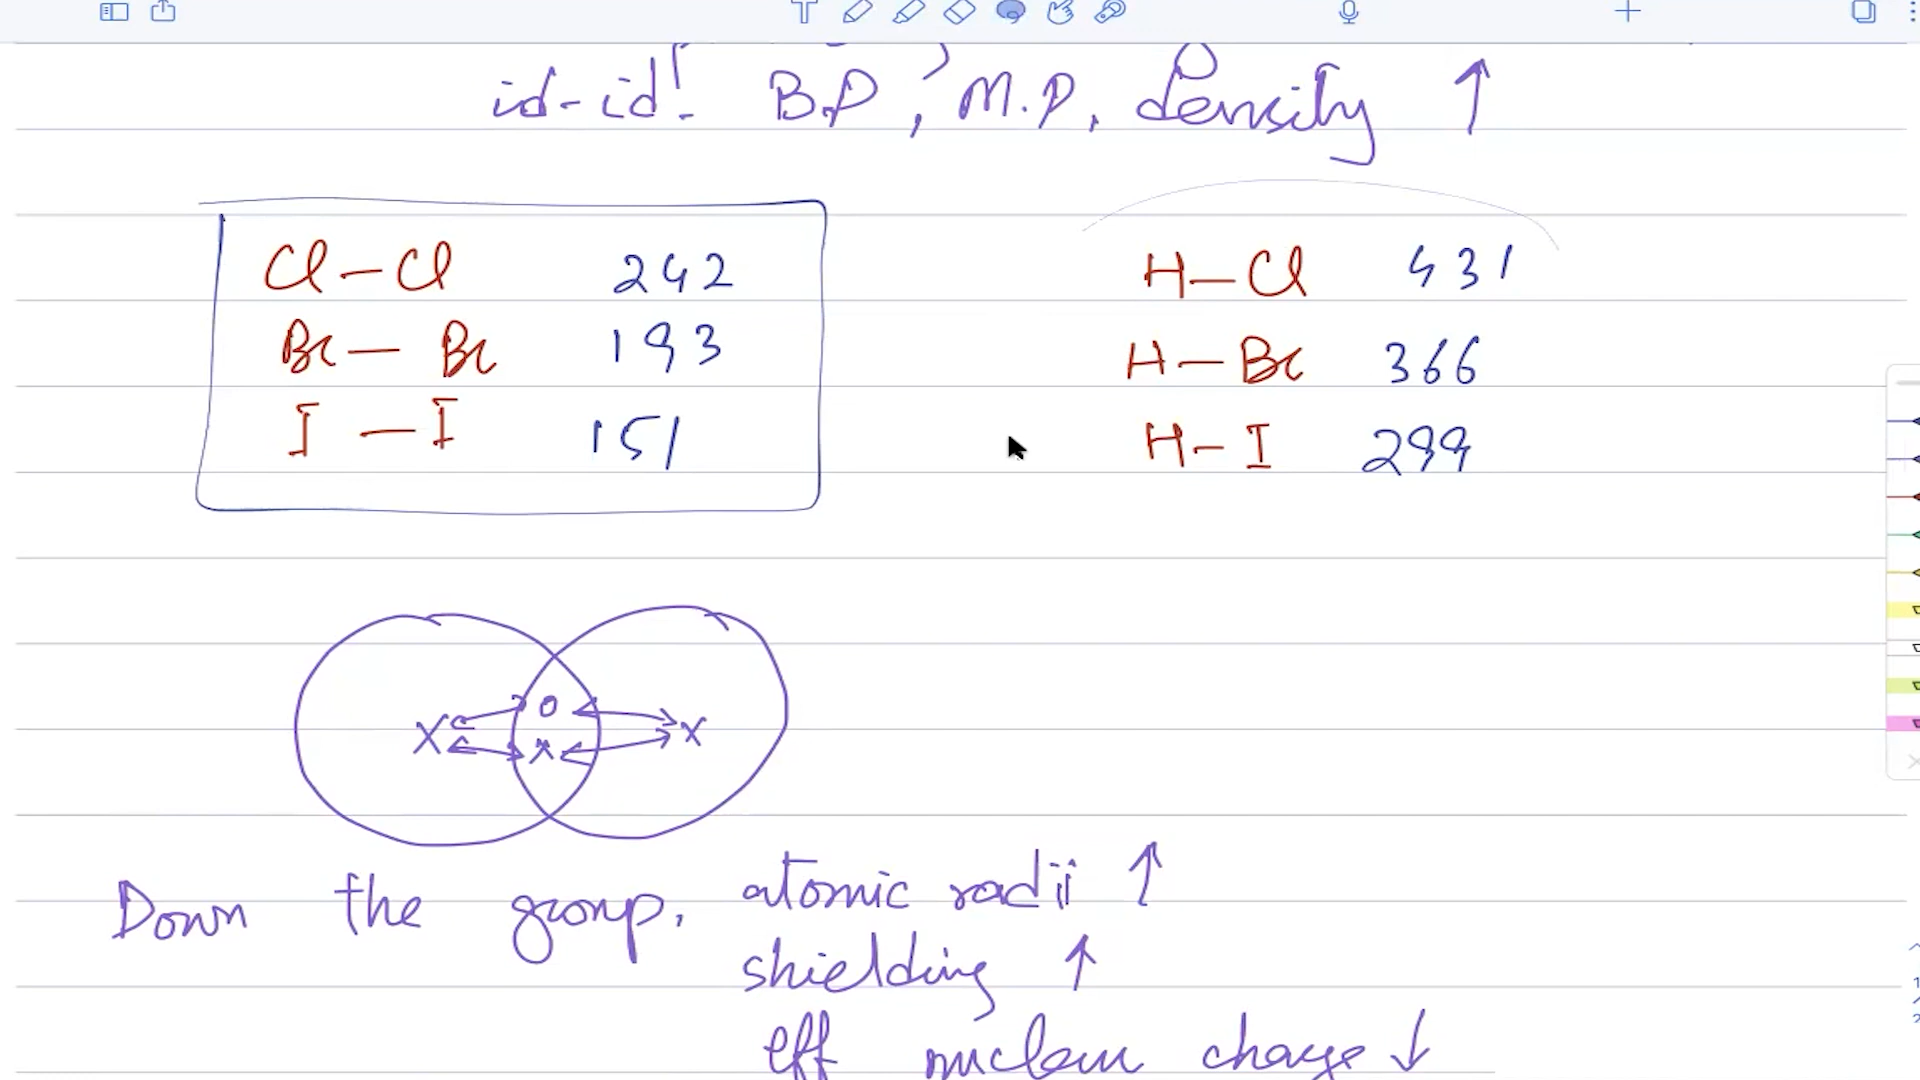 id-id! B.P, M.P, density ↑
Cl-Cl 242
Br-Br 193
I-I 151
H-Cl 431
H-Br 366
H-I 299
o
X x X
Down the group, atomic radii ↑
shielding ↑
eff nuclear charge ↓